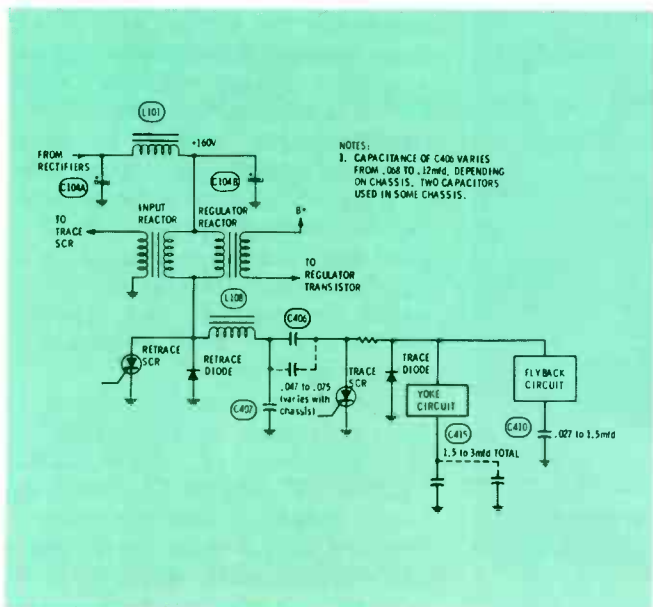 L101
+160V
FROM
RECTIFIERS
C104A
C104B
NOTES:
1. CAPACITANCE OF C406 VARIES
FROM .068 TO .12mfd, DEPENDING
ON CHASSIS. TWO CAPACITORS
USED IN SOME CHASSIS.
TO
TRACE
SCR
INPUT
REACTOR
REGULATOR
REACTOR
B+
TO
REGULATOR
TRANSISTOR
L108
C406
RETRACE
SCR
RETRACE
DIODE
.047 to .075
(varies with
chassis)
C407
TRACE
SCR
TRACE
DIODE
YOKE
CIRCUIT
FLYBACK
CIRCUIT
C415
1.5 to 3mfd TOTAL
C410
.027 to 1.5mfd